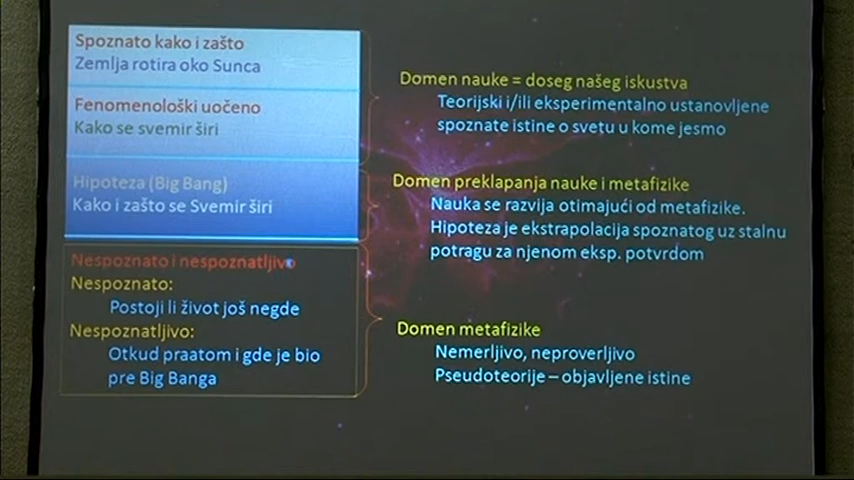 Spoznato kako i zašto
Zemlja rotira oko Sunca
Fenomenološki uočeno
Kako se svemir širi
Hipoteza (Big Bang)
Kako i zašto se Svemir širi
Nespoznato i nespoznatljivo
Nespoznato:
Postoji li život još negde
Nespoznatljivo:
Otkud praatom i gde je bio
pre Big Banga
Domen nauke = doseg našeg iskustva
Teorijski i/ili eksperimentalno ustanovljene
spoznate istine o svetu u kome jesmo
Domen preklapanja nauke i metafizike
Nauka se razvija otimajući od metafizike.
Hipoteza je ekstrapolacija spoznatog uz stalnu
potragu za njenom eksp. potvrdom
Domen metafizike
Nemerljivo, neproverljivo
Pseudoteorije – objavljene istine